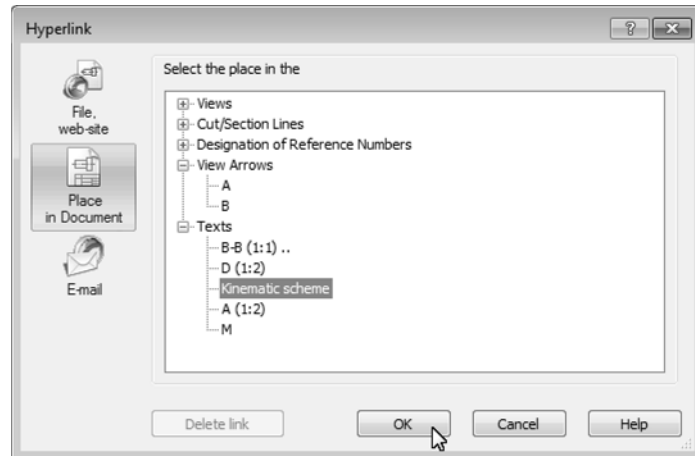 Hyperlink
File,
web-site
Place
in Document
E-mail
Select the place in the
Views
Cut/Section Lines
Designation of Reference Numbers
View Arrows
A
B
Texts
B-B (1:1) ..
D (1:2)
Kinematic scheme
A (1:2)
M
Delete link
OK
Cancel
Help